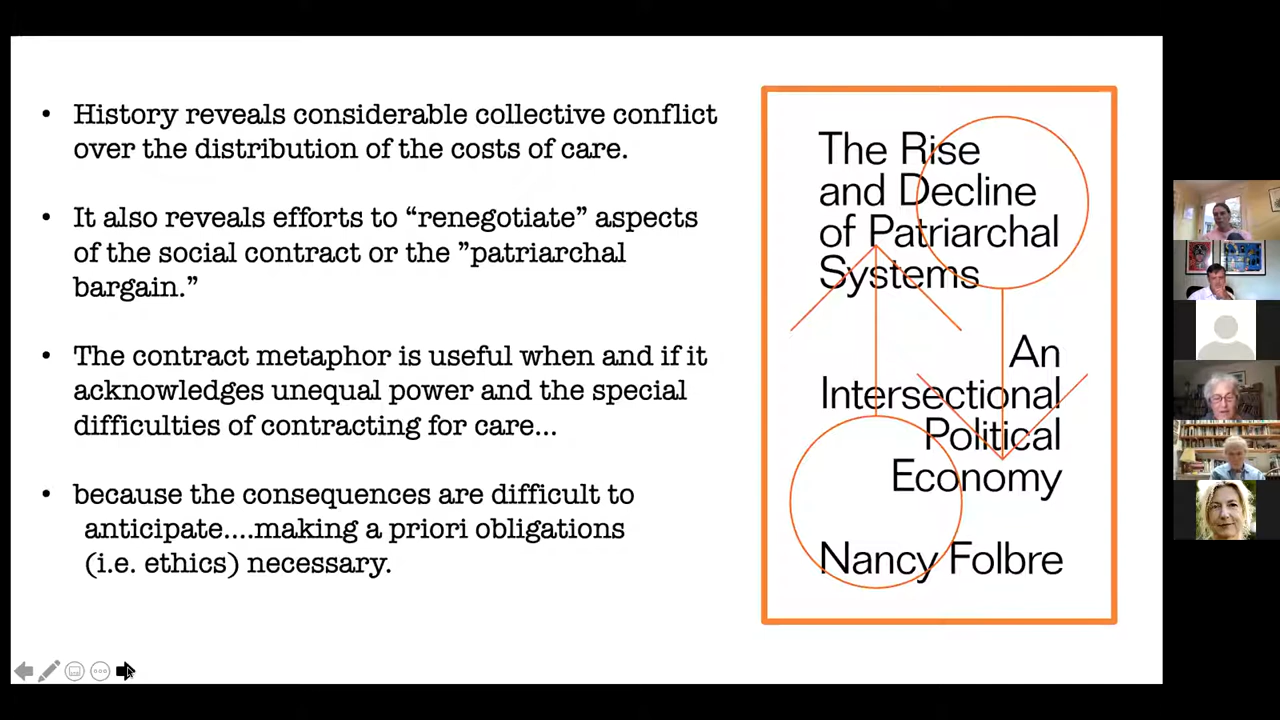 • History reveals considerable collective conflict
over the distribution of the costs of care.
• It also reveals efforts to “renegotiate” aspects
of the social contract or the ”patriarchal
bargain.”
• The contract metaphor is useful when and if it
acknowledges unequal power and the special
difficulties of contracting for care...
• because the consequences are difficult to
anticipate....making a priori obligations
(i.e. ethics) necessary.
The Rise
and Decline
of Patriarchal
Systems
An
Intersectional
Political
Economy
Nancy Folbre